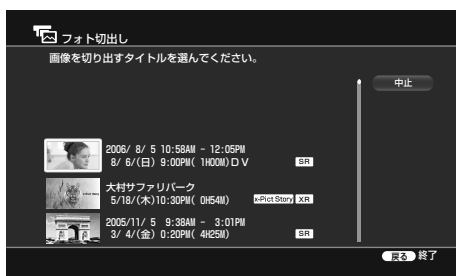 フォト切出し
画像を切り出すタイトルを選んでください。
中止
2006/ 8/ 5 10:58AM - 12:05PM
8/ 6/(日) 9:00PM( 1H00M)ＤＶ SR
大村サファリパーク
5/18/(木)10:30PM( 0H54M) x-Pict Story XR
2005/11/ 5 9:38AM - 3:01PM
3/ 4/(金) 0:20PM( 4H25M) SR
戻る 終了